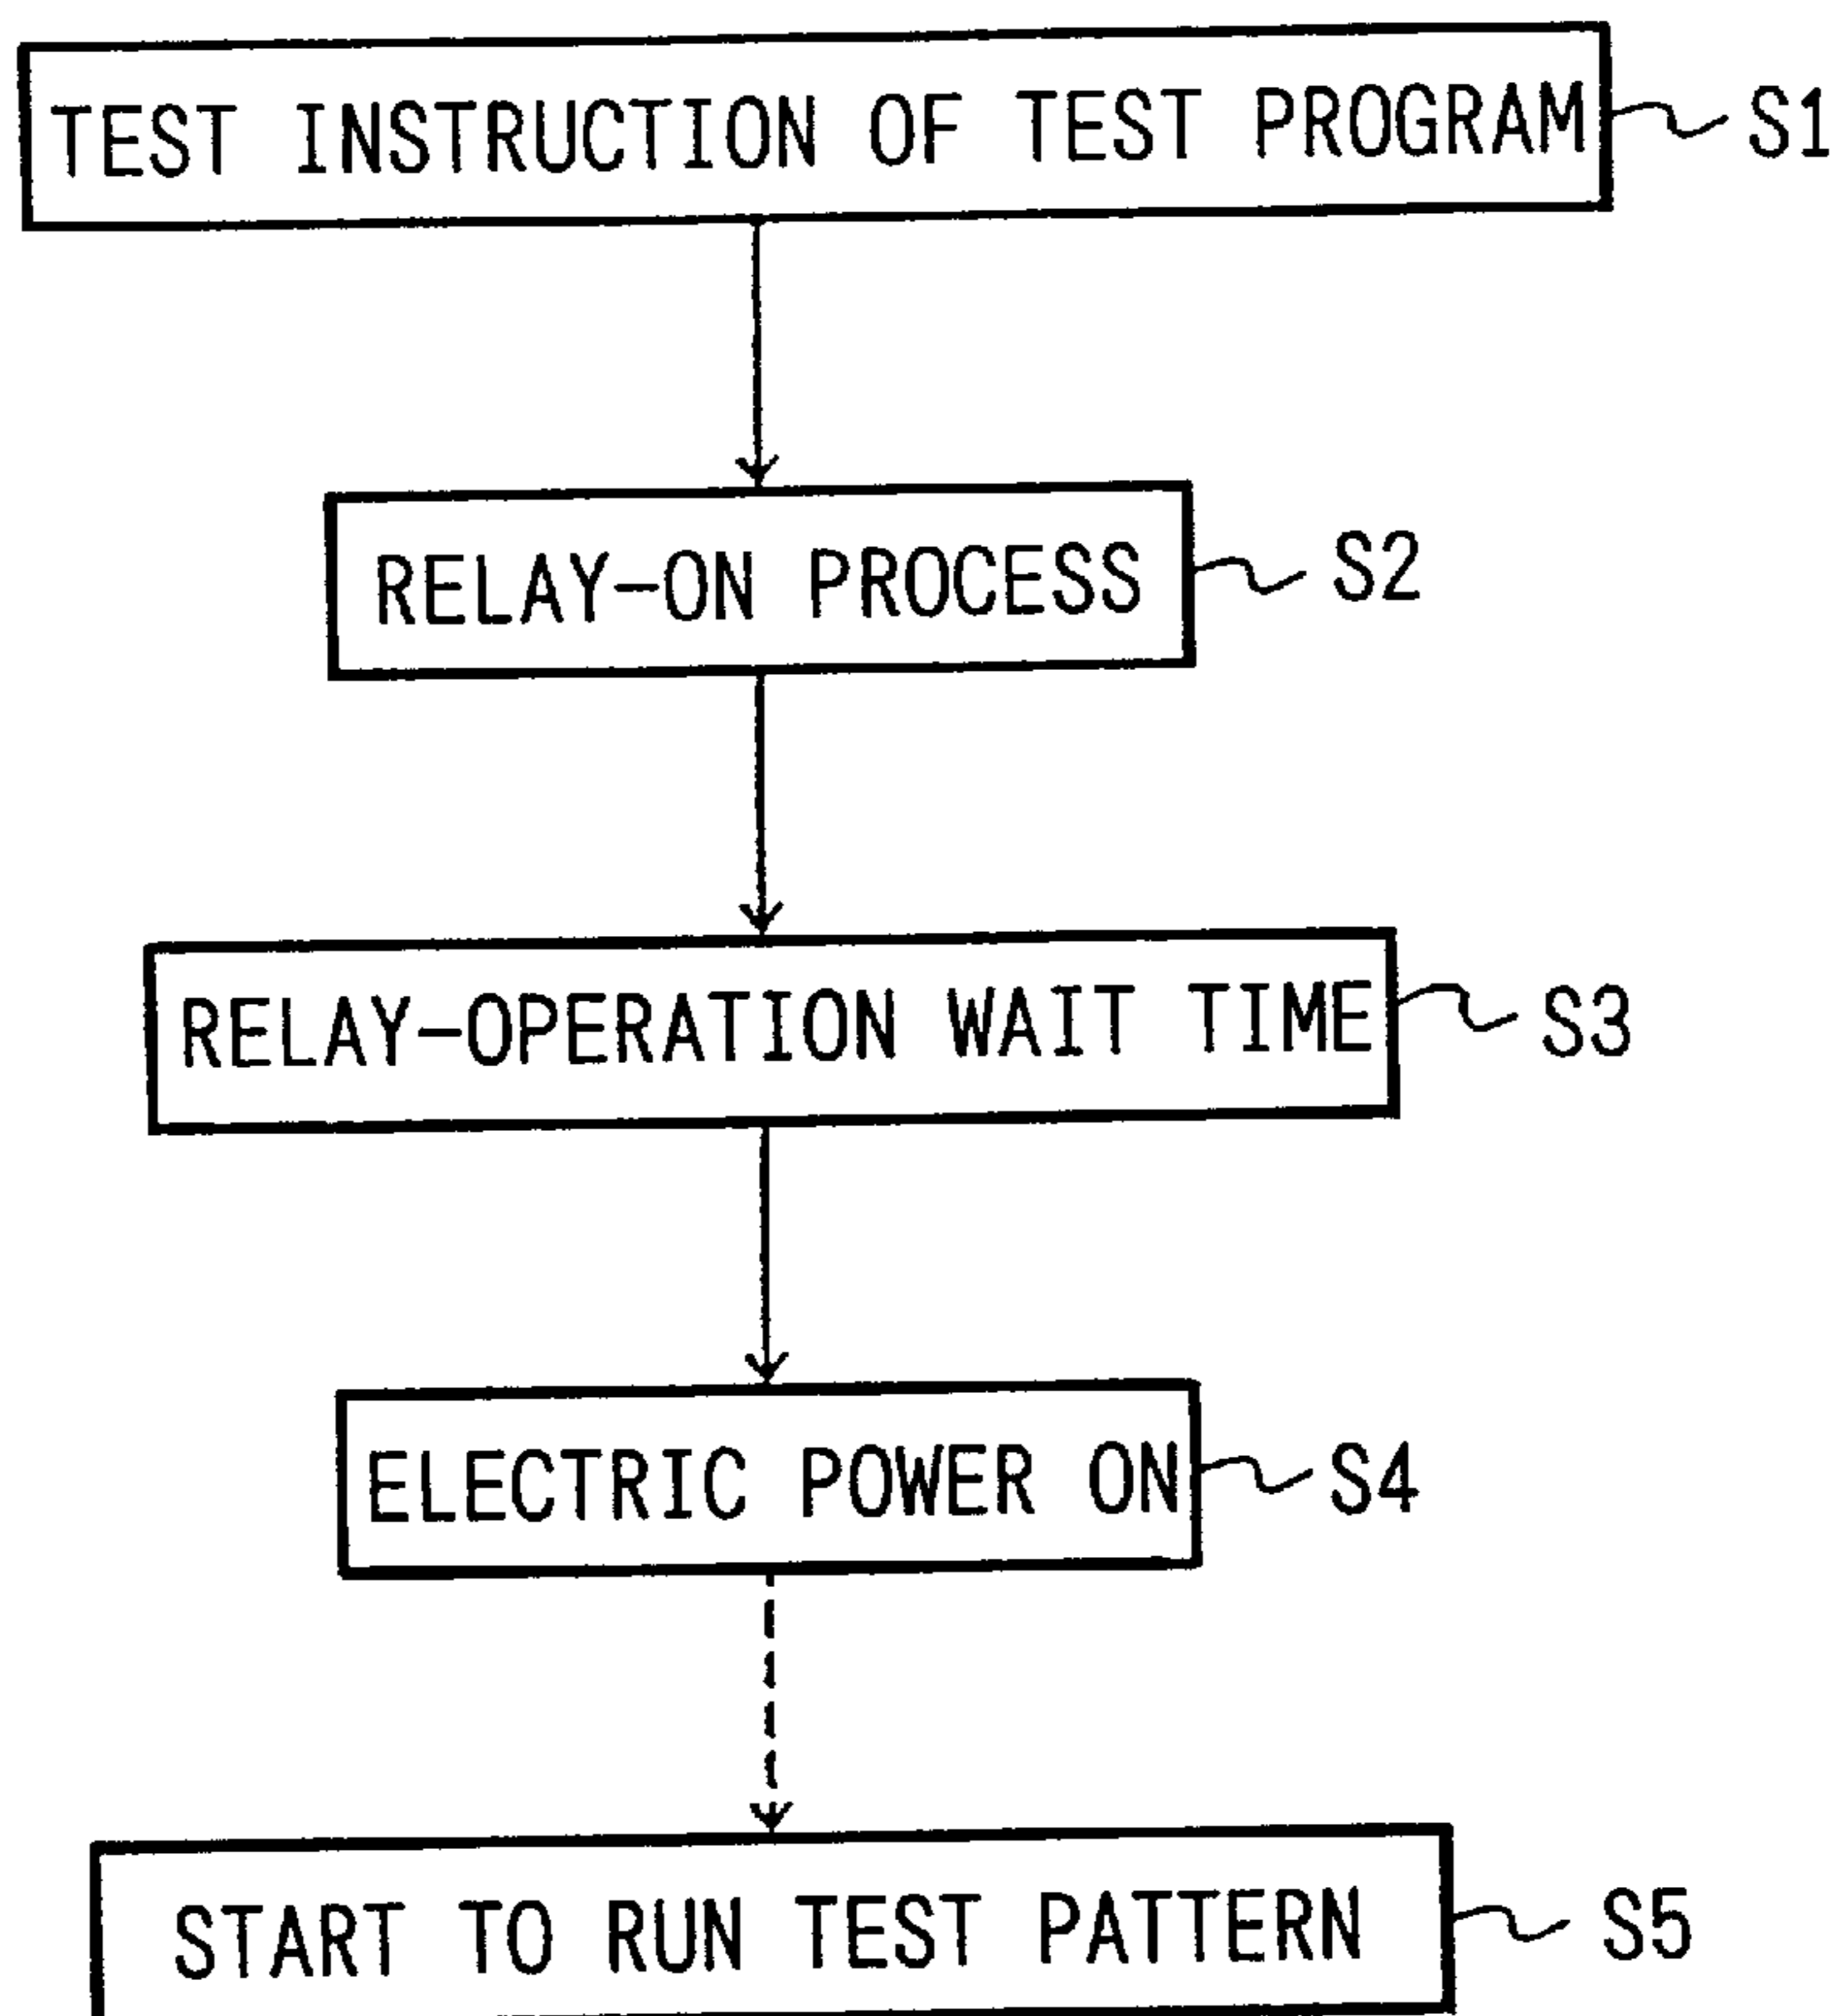 TEST INSTRUCTION OF TEST PROGRAM S1
RELAY-ON PROCESS S2
RELAY-OPERATION WAIT TIME S3
ELECTRIC POWER ON S4
START TO RUN TEST PATTERN S5